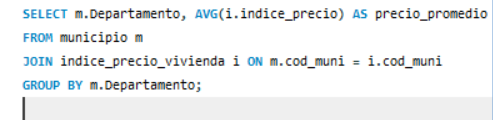 SELECT m.Departamento, AVG(i.indice_precio) AS precio_promedio
FROM municipio m
JOIN indice_precio_vivienda i ON m.cod_muni = i.cod_muni
GROUP BY m.Departamento;